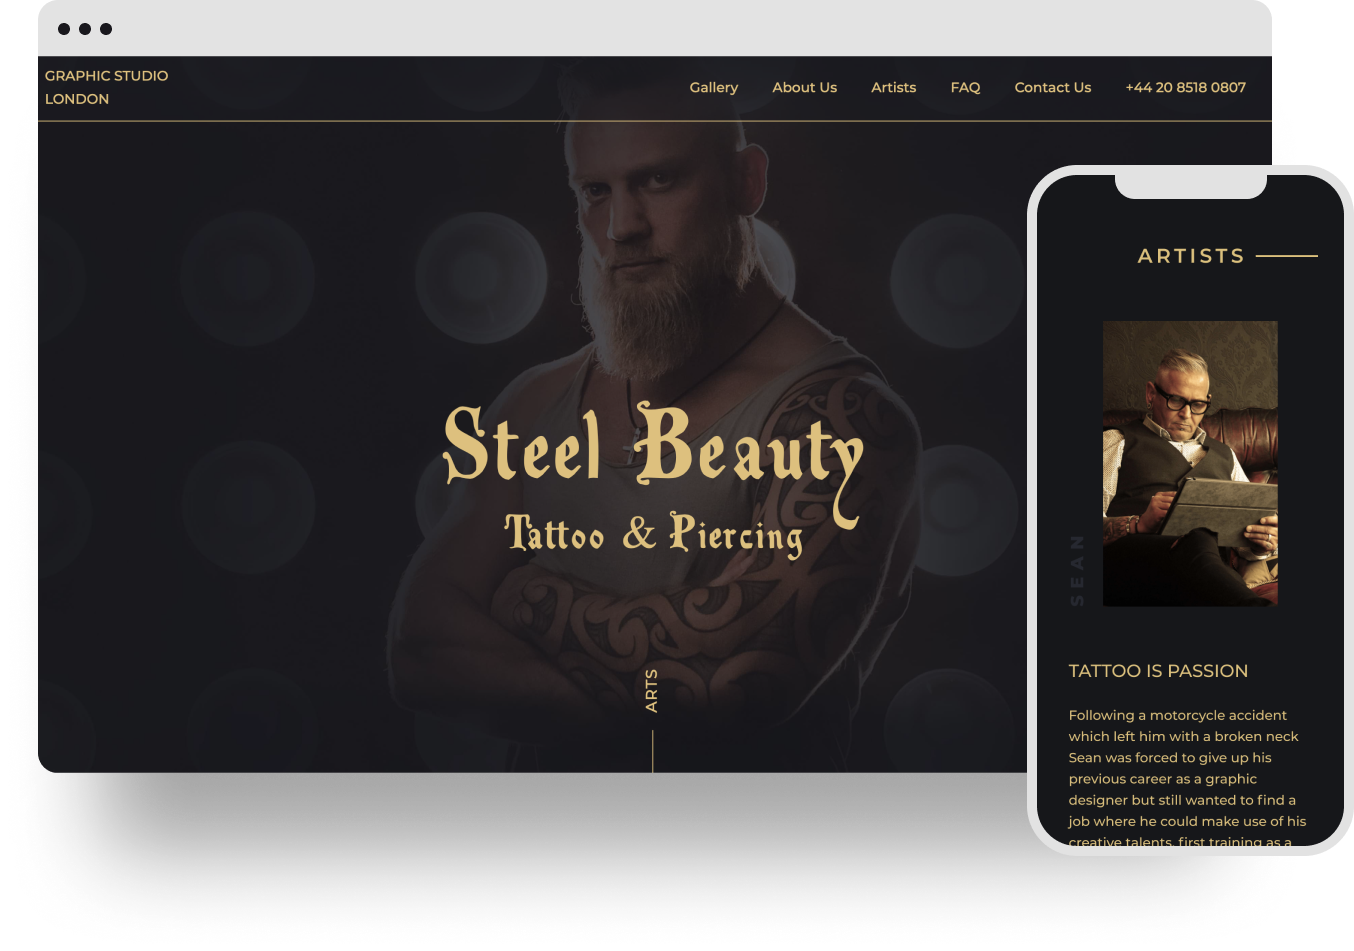 GRAPHIC STUDIO
LONDON
Gallery About Us Artists FAQ Contact Us +44 20 8518 0807
Steel Beauty
Tattoo & Piercing
ARTS
ARTISTS
SEAN
TATTOO IS PASSION
Following a motorcycle accident
which left him with a broken neck
Sean was forced to give up his
previous career as a graphic
designer but still wanted to find a
job where he could make use of his
creative talents, first training as a